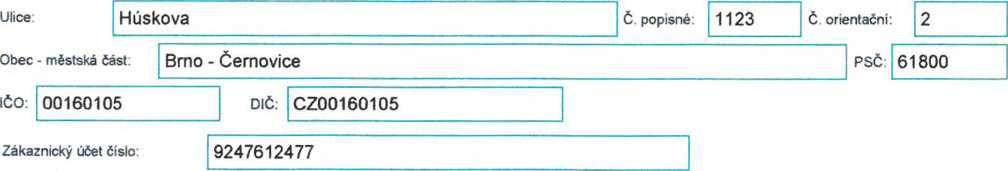 Ulice: Húskova Č. popisné: 1123 Č. orientační: 2
Obec - městská část: Brno - Černovice PSČ: 61800
IČO: 00160105 DIČ: CZ00160105
Zákaznický účet číslo: 9247612477